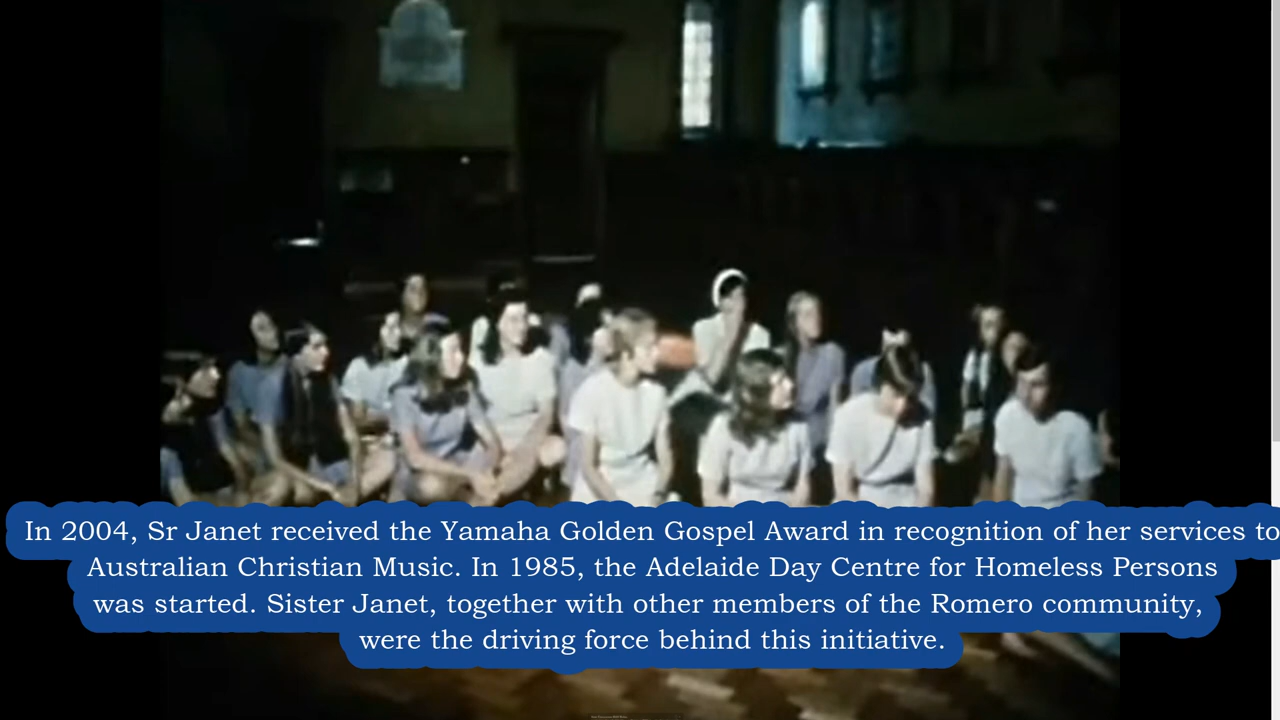 In 2004, Sr Janet received the Yamaha Golden Gospel Award in recognition of her services to
Australian Christian Music. In 1985, the Adelaide Day Centre for Homeless Persons
was started. Sister Janet, together with other members of the Romero community,
were the driving force behind this initiative.